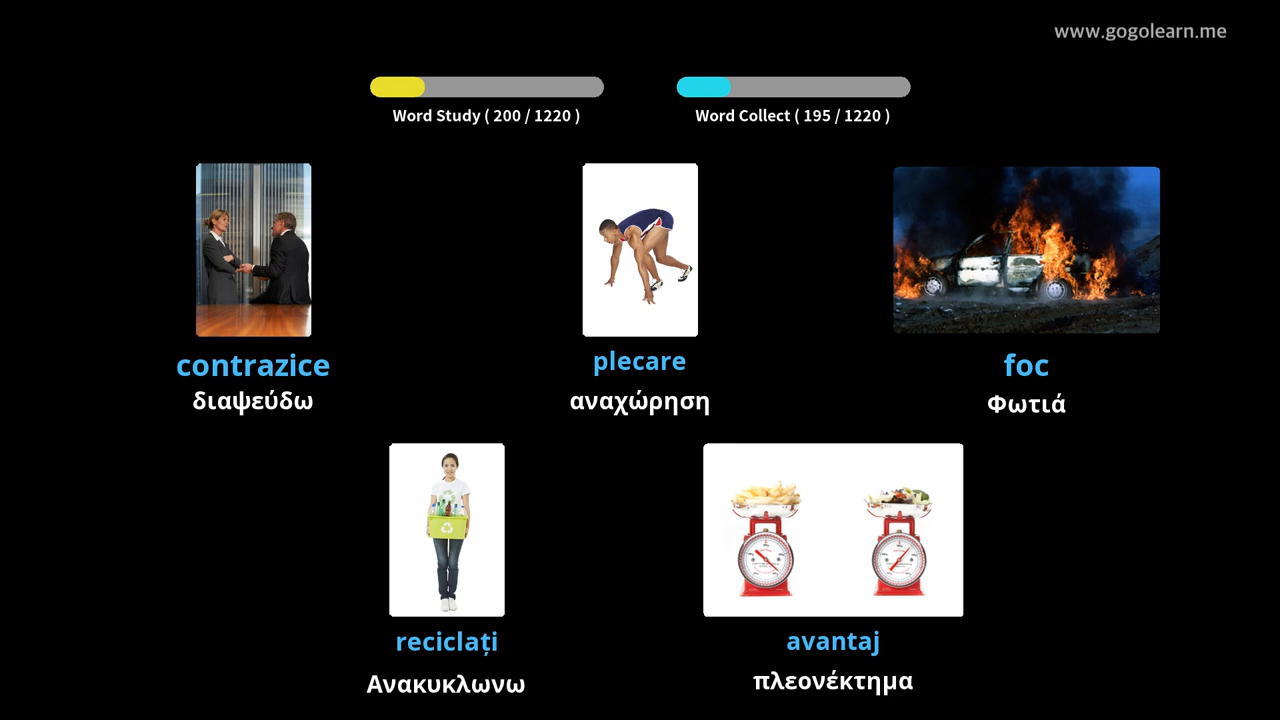 www.gogolearn.me
Word Study ( 200 / 1220 )
Word Collect ( 195 / 1220 )
contrazice
διαψεύδω
plecare
αναχώρηση
foc
Φωτιά
reciclați
Ανακυκλωνω
avantaj
πλεονέκτημα